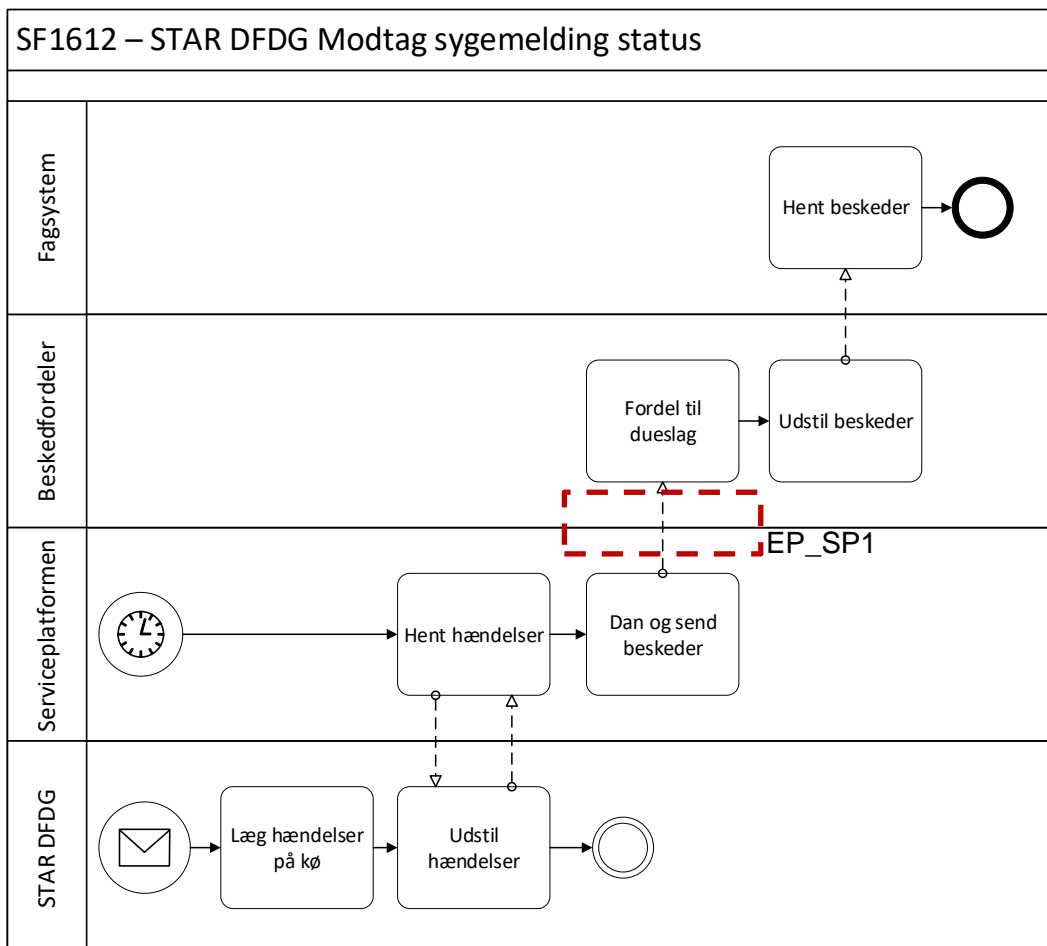 SF1612 – STAR DFDG Modtag sygemelding status
Fagsystem
Hent beskeder
Beskedfordeler
Fordel til
dueslag
Udstil beskeder
EP_SP1
Serviceplatformen
Hent hændelser
Dan og send
beskeder
STAR DFDG
Læg hændelser
på kø
Udstil
hændelser